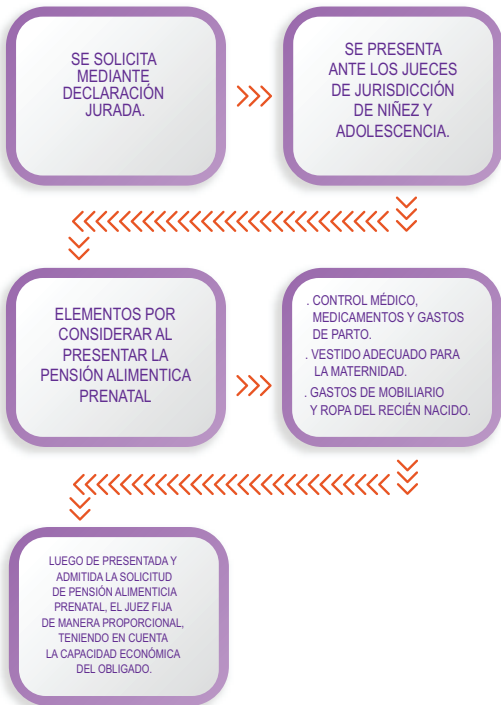 SE SOLICITA
MEDIANTE
DECLARACIÓN
JURADA.
SE PRESENTA
ANTE LOS JUECES
DE JURISDICCIÓN
DE NIÑEZ Y
ADOLESCENCIA.
ELEMENTOS POR
CONSIDERAR AL
PRESENTAR LA
PENSIÓN ALIMENTICA
PRENATAL
. CONTROL MÉDICO,
MEDICAMENTOS Y GASTOS
DE PARTO.
. VESTIDO ADECUADO PARA
LA MATERNIDAD.
. GASTOS DE MOBILIARIO
Y ROPA DEL RECIÉN NACIDO.
LUEGO DE PRESENTADA Y
ADMITIDA LA SOLICITUD
DE PENSIÓN ALIMENTICIA
PRENATAL, EL JUEZ FIJA
DE MANERA PROPORCIONAL,
TENIENDO EN CUENTA
LA CAPACIDAD ECONÓMICA
DEL OBLIGADO.